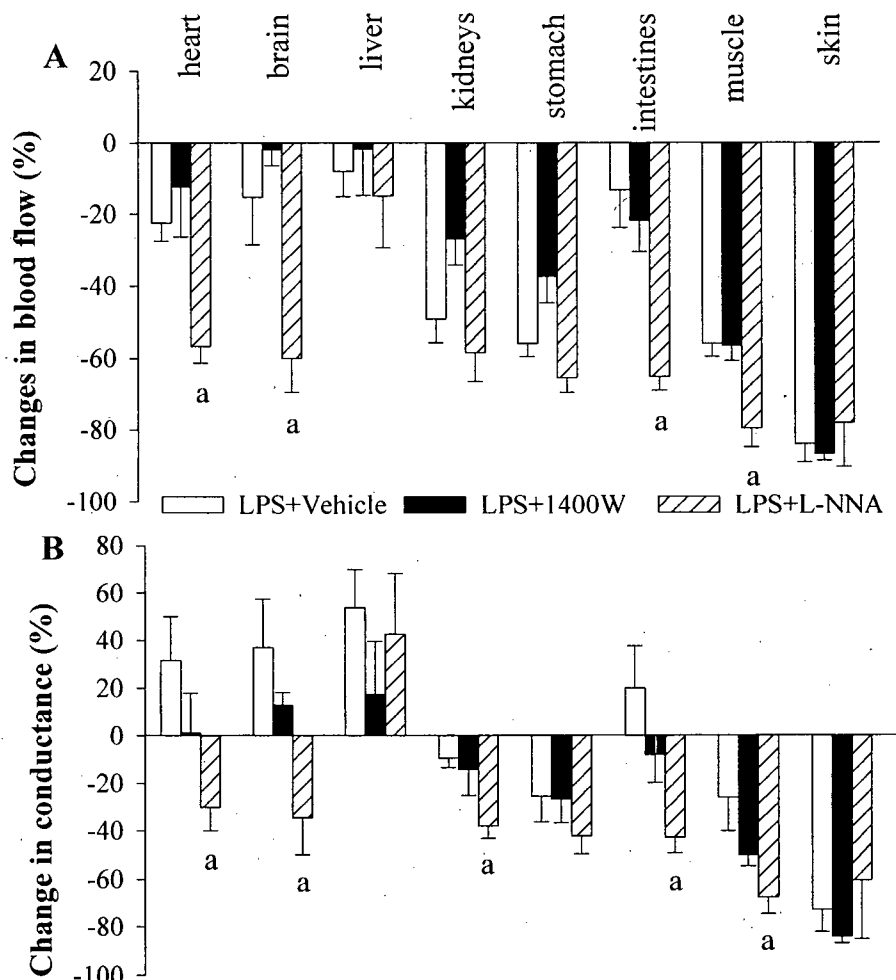 A
heart
brain
liver
kidneys
stomach
intestines
muscle
skin
Changes in blood flow (%)
20
0
-20
-40
-60
-80
-100
a
a
a
a
LPS+Vehicle
LPS+1400W
LPS+L-NNA
B
Change in conductance (%)
80
60
40
20
0
-20
-40
-60
-80
-100
a
a
a
a
a